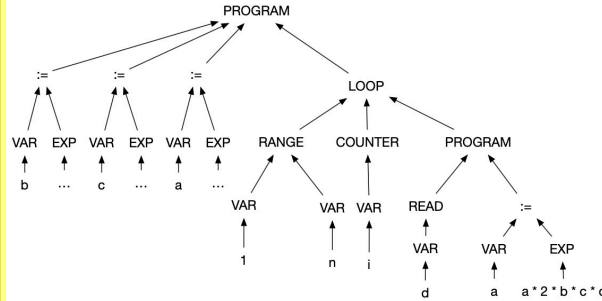 PROGRAM
:= := :=
LOOP
VAR EXP VAR EXP VAR EXP RANGE COUNTER PROGRAM
b ... c ... a ...
VAR VAR VAR READ :=
1 n i VAR VAR EXP
d a a * 2 * b * c *